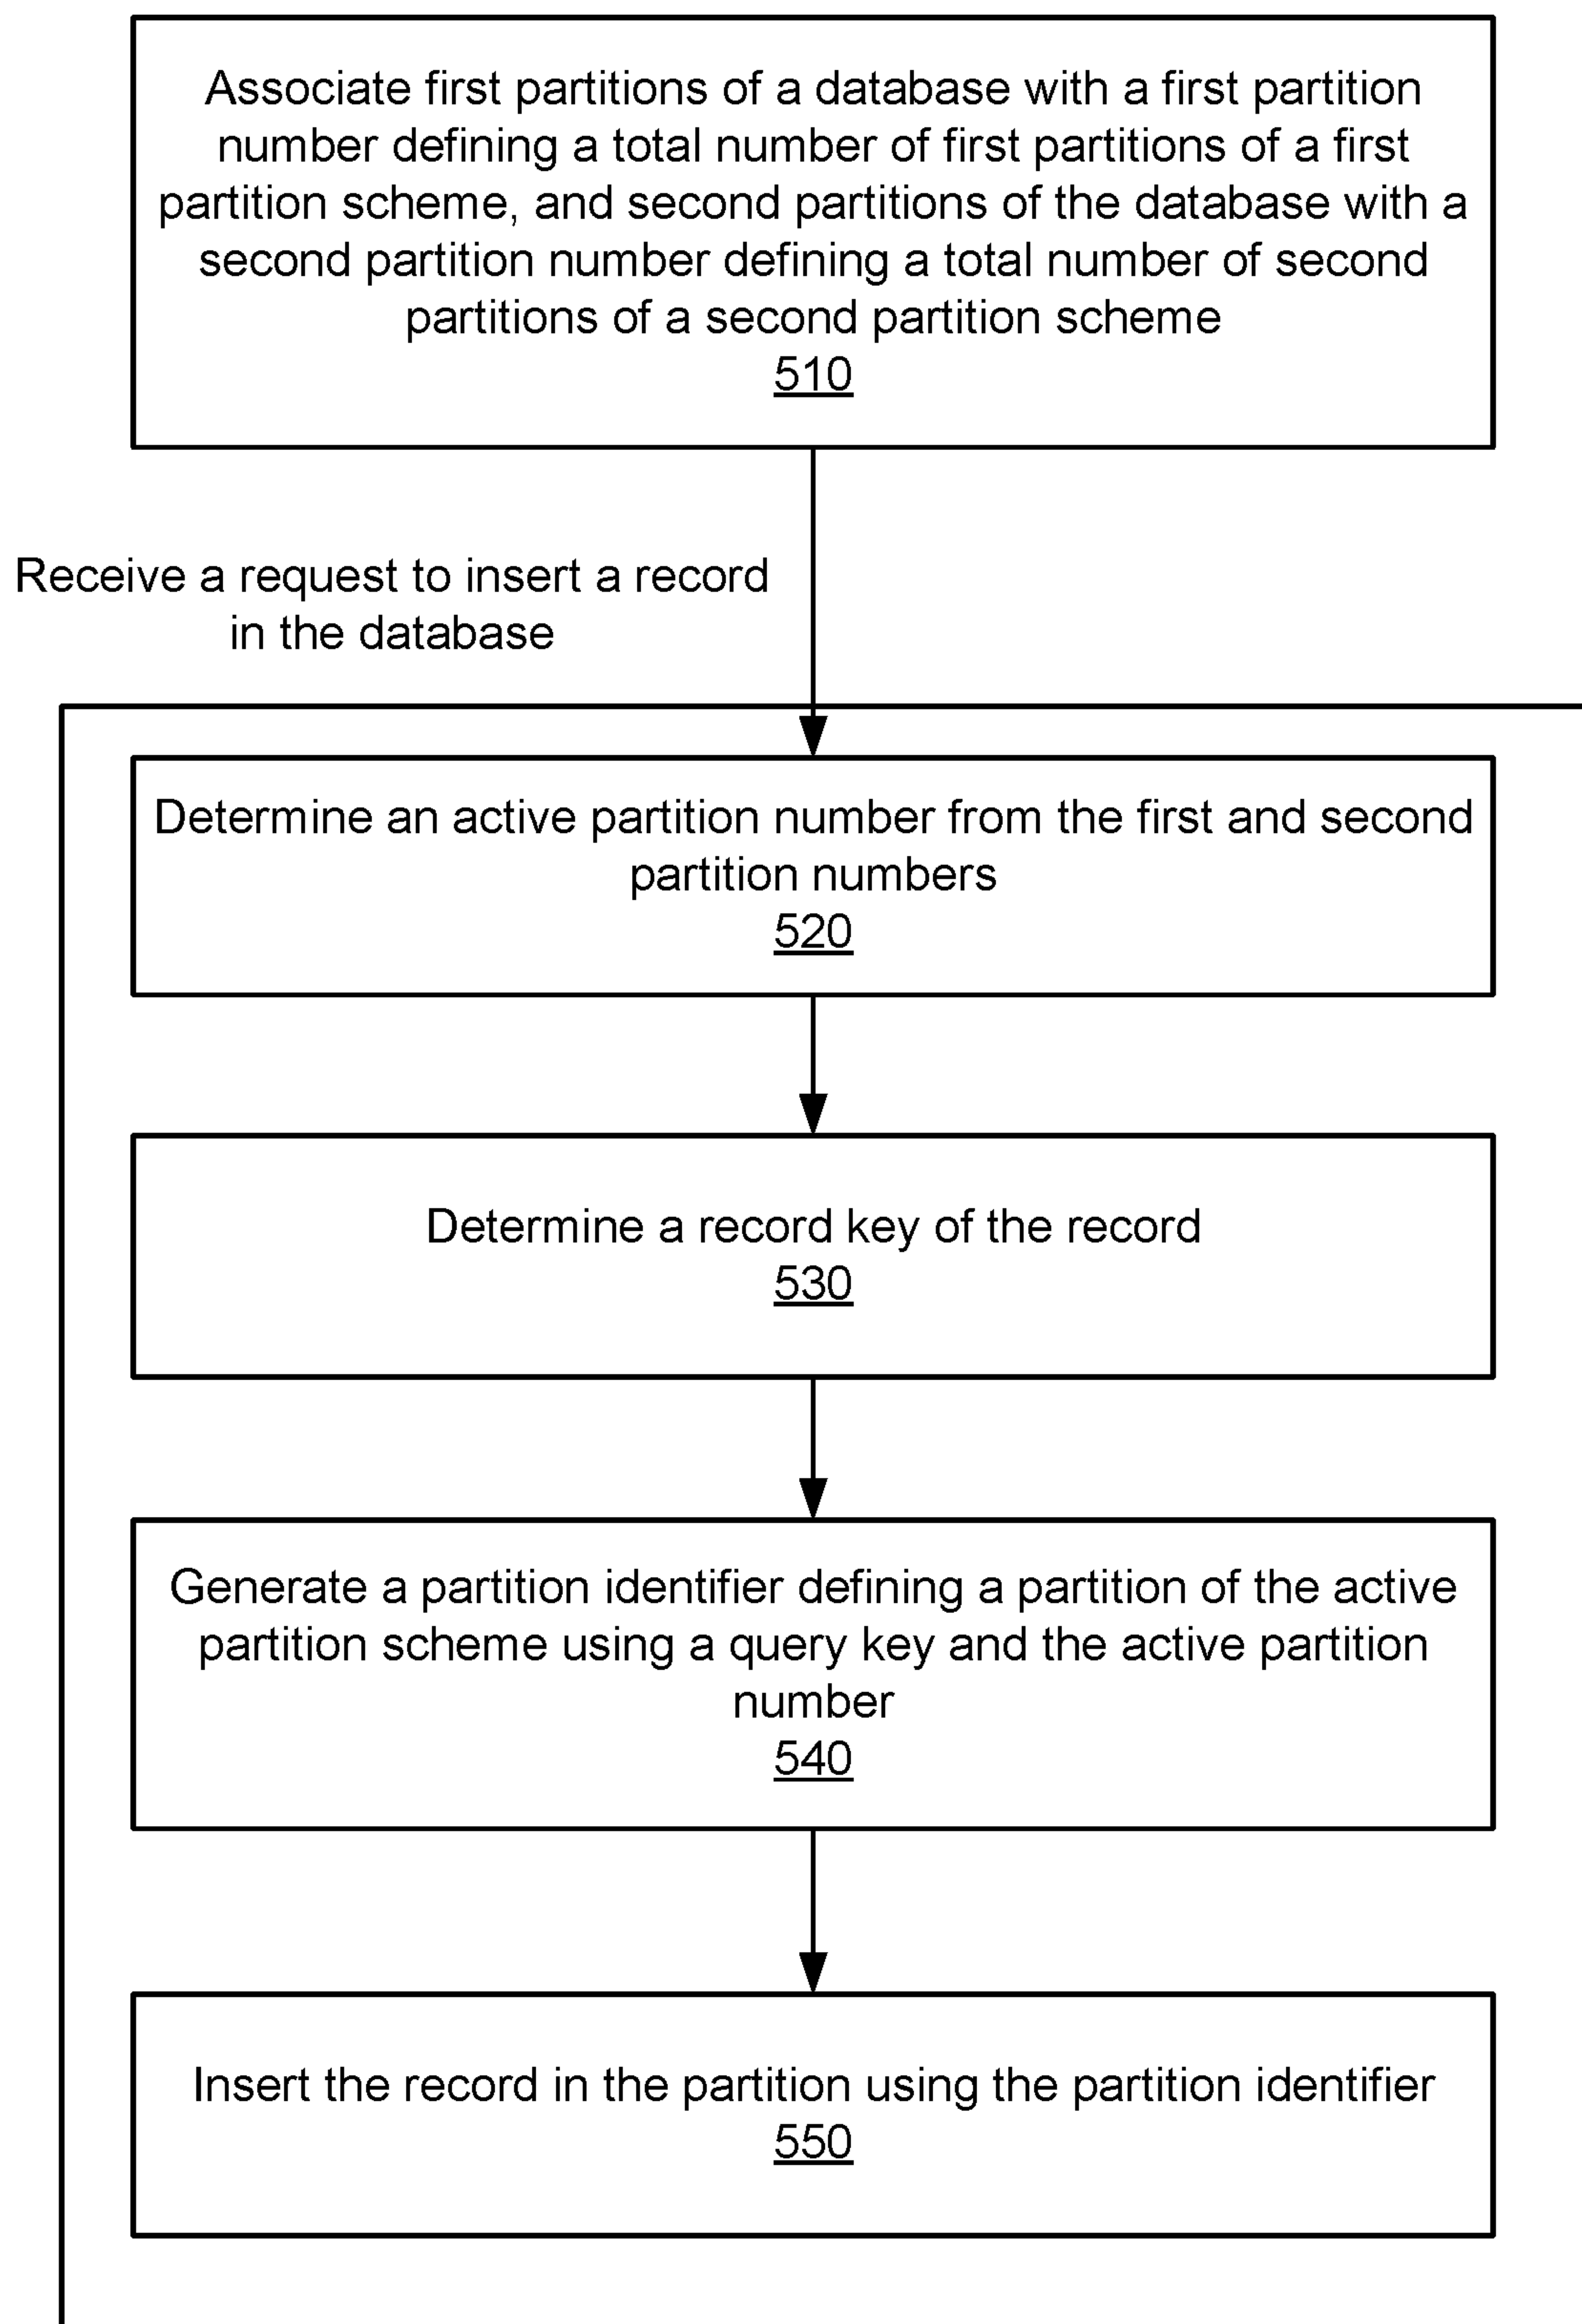 Associate first partitions of a database with a first partition
number defining a total number of first partitions of a first
partition scheme, and second partitions of the database with a
second partition number defining a total number of second
partitions of a second partition scheme
510
Receive a request to insert a record
in the database
Determine an active partition number from the first and second
partition numbers
520
Determine a record key of the record
530
Generate a partition identifier defining a partition of the active
partition scheme using a query key and the active partition
number
540
Insert the record in the partition using the partition identifier
550